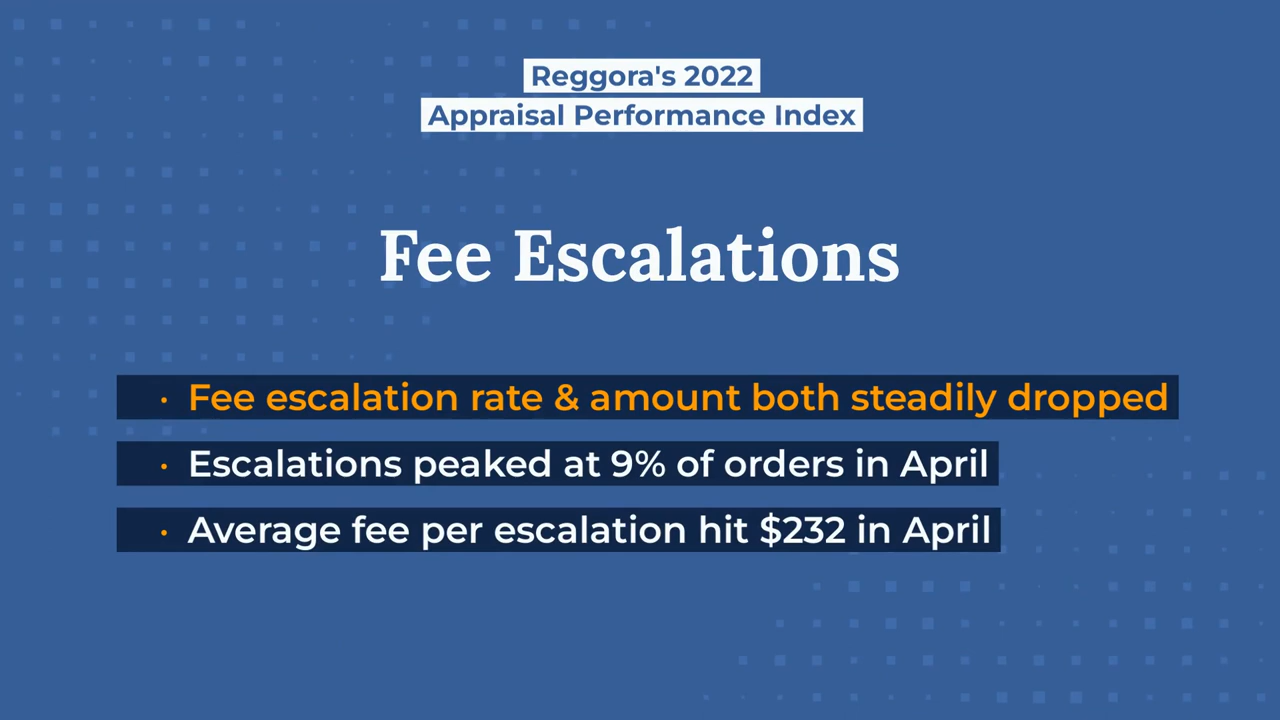 Reggora's 2022
Appraisal Performance Index
Fee Escalations
· Fee escalation rate & amount both steadily dropped
· Escalations peaked at 9% of orders in April
· Average fee per escalation hit $232 in April